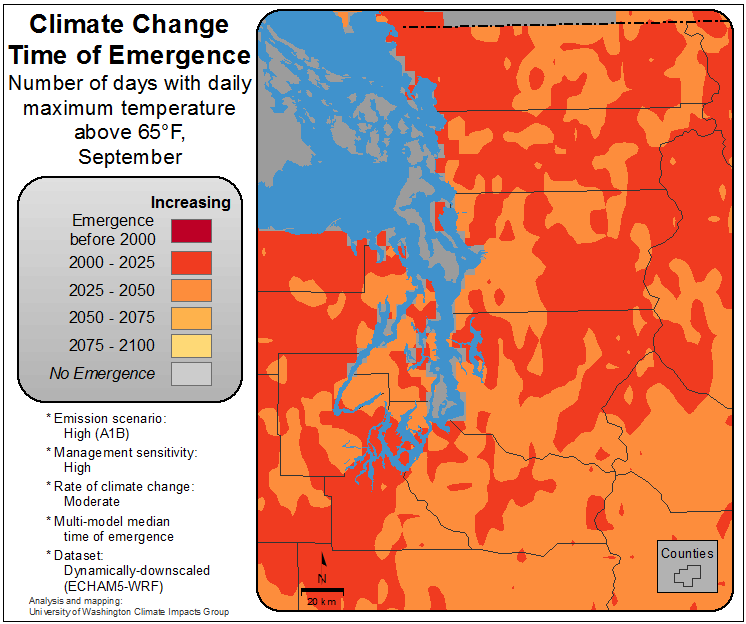 Climate Change
Time of Emergence
Number of days with daily
maximum temperature
above 65°F,
September
Increasing
Emergence
before 2000
2000 - 2025
2025 - 2050
2050 - 2075
2075 - 2100
No Emergence
* Emission scenario:
High (A1B)
* Management sensitivity:
High
* Rate of climate change:
Moderate
* Multi-model median
time of emergence
* Dataset:
Dynamically-downscaled
(ECHAM5-WRF)
Analysis and mapping:
University of Washington Climate Impacts Group
N
20 km
Counties